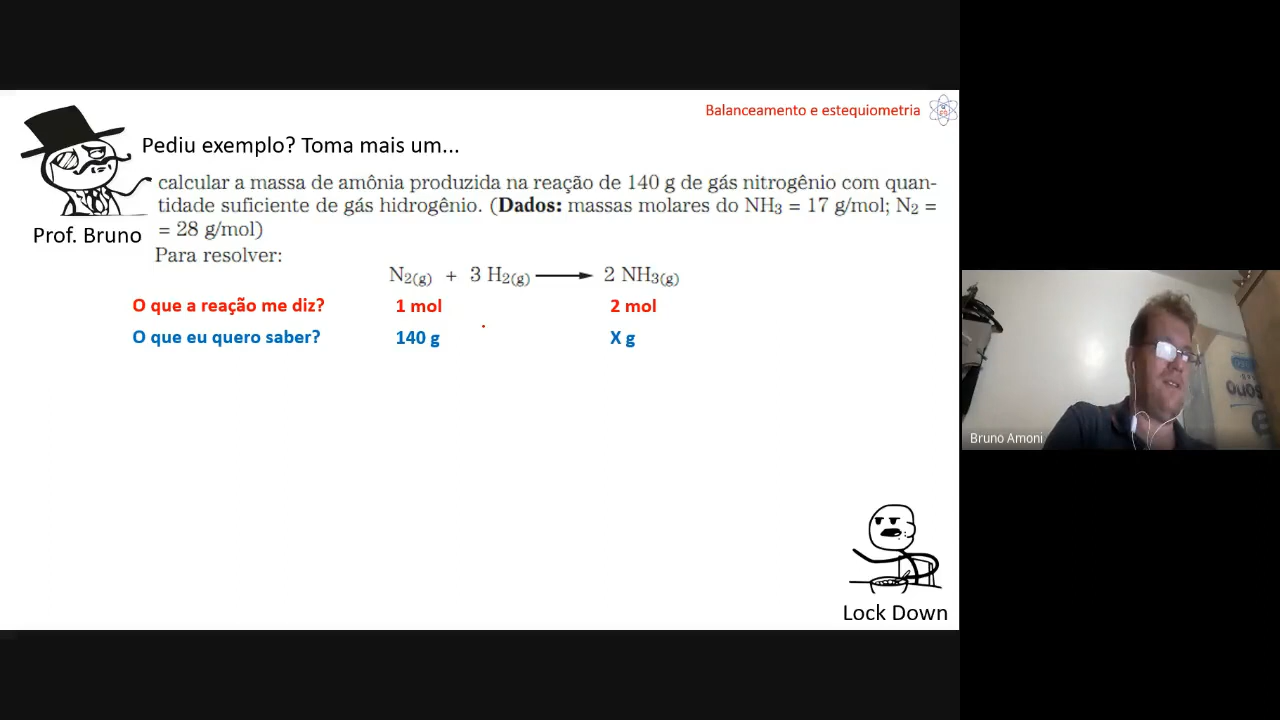 Balanceamento e estequiometria
Pediu exemplo? Toma mais um...
calcular a massa de amônia produzida na reação de 140 g de gás nitrogênio com quan-
tidade suficiente de gás hidrogênio. (Dados: massas molares do NH3 = 17 g/mol; N2 =
= 28 g/mol)
Prof. Bruno
Para resolver:
N2(g) + 3 H2(g) → 2 NH3(g)
O que a reação me diz? 1 mol 2 mol
O que eu quero saber? 140 g X g
Bruno Amoni
Lock Down